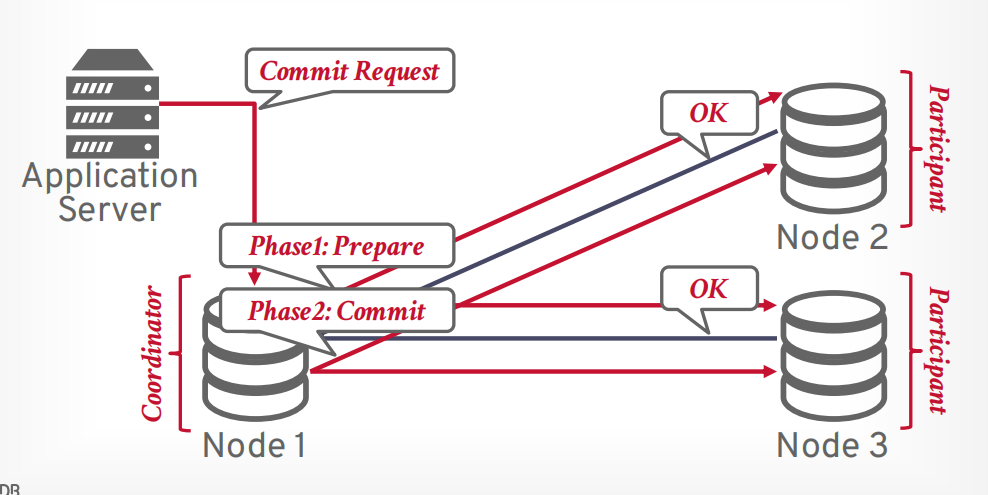 Commit Request
OK
Participant
Application
Server
Node 2
Phase1: Prepare
OK
Phase2: Commit
Coordinator
Participant
Node 1
Node 3
DB